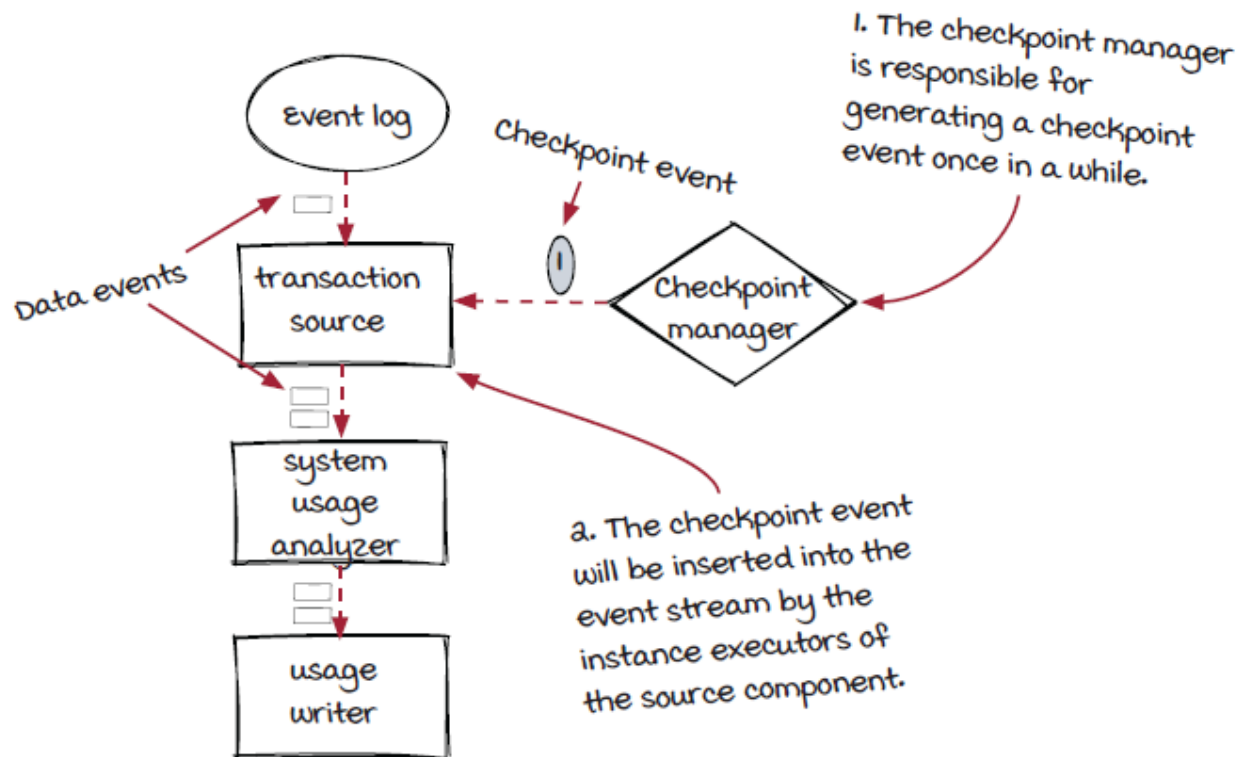 1. The checkpoint manager
is responsible for
generating a checkpoint
event once in a while.
Event log
Checkpoint event
Data events
transaction
source
1
Checkpoint
manager
system
usage
analyzer
2. The checkpoint event
will be inserted into the
event stream by the
instance executors of
the source component.
usage
writer